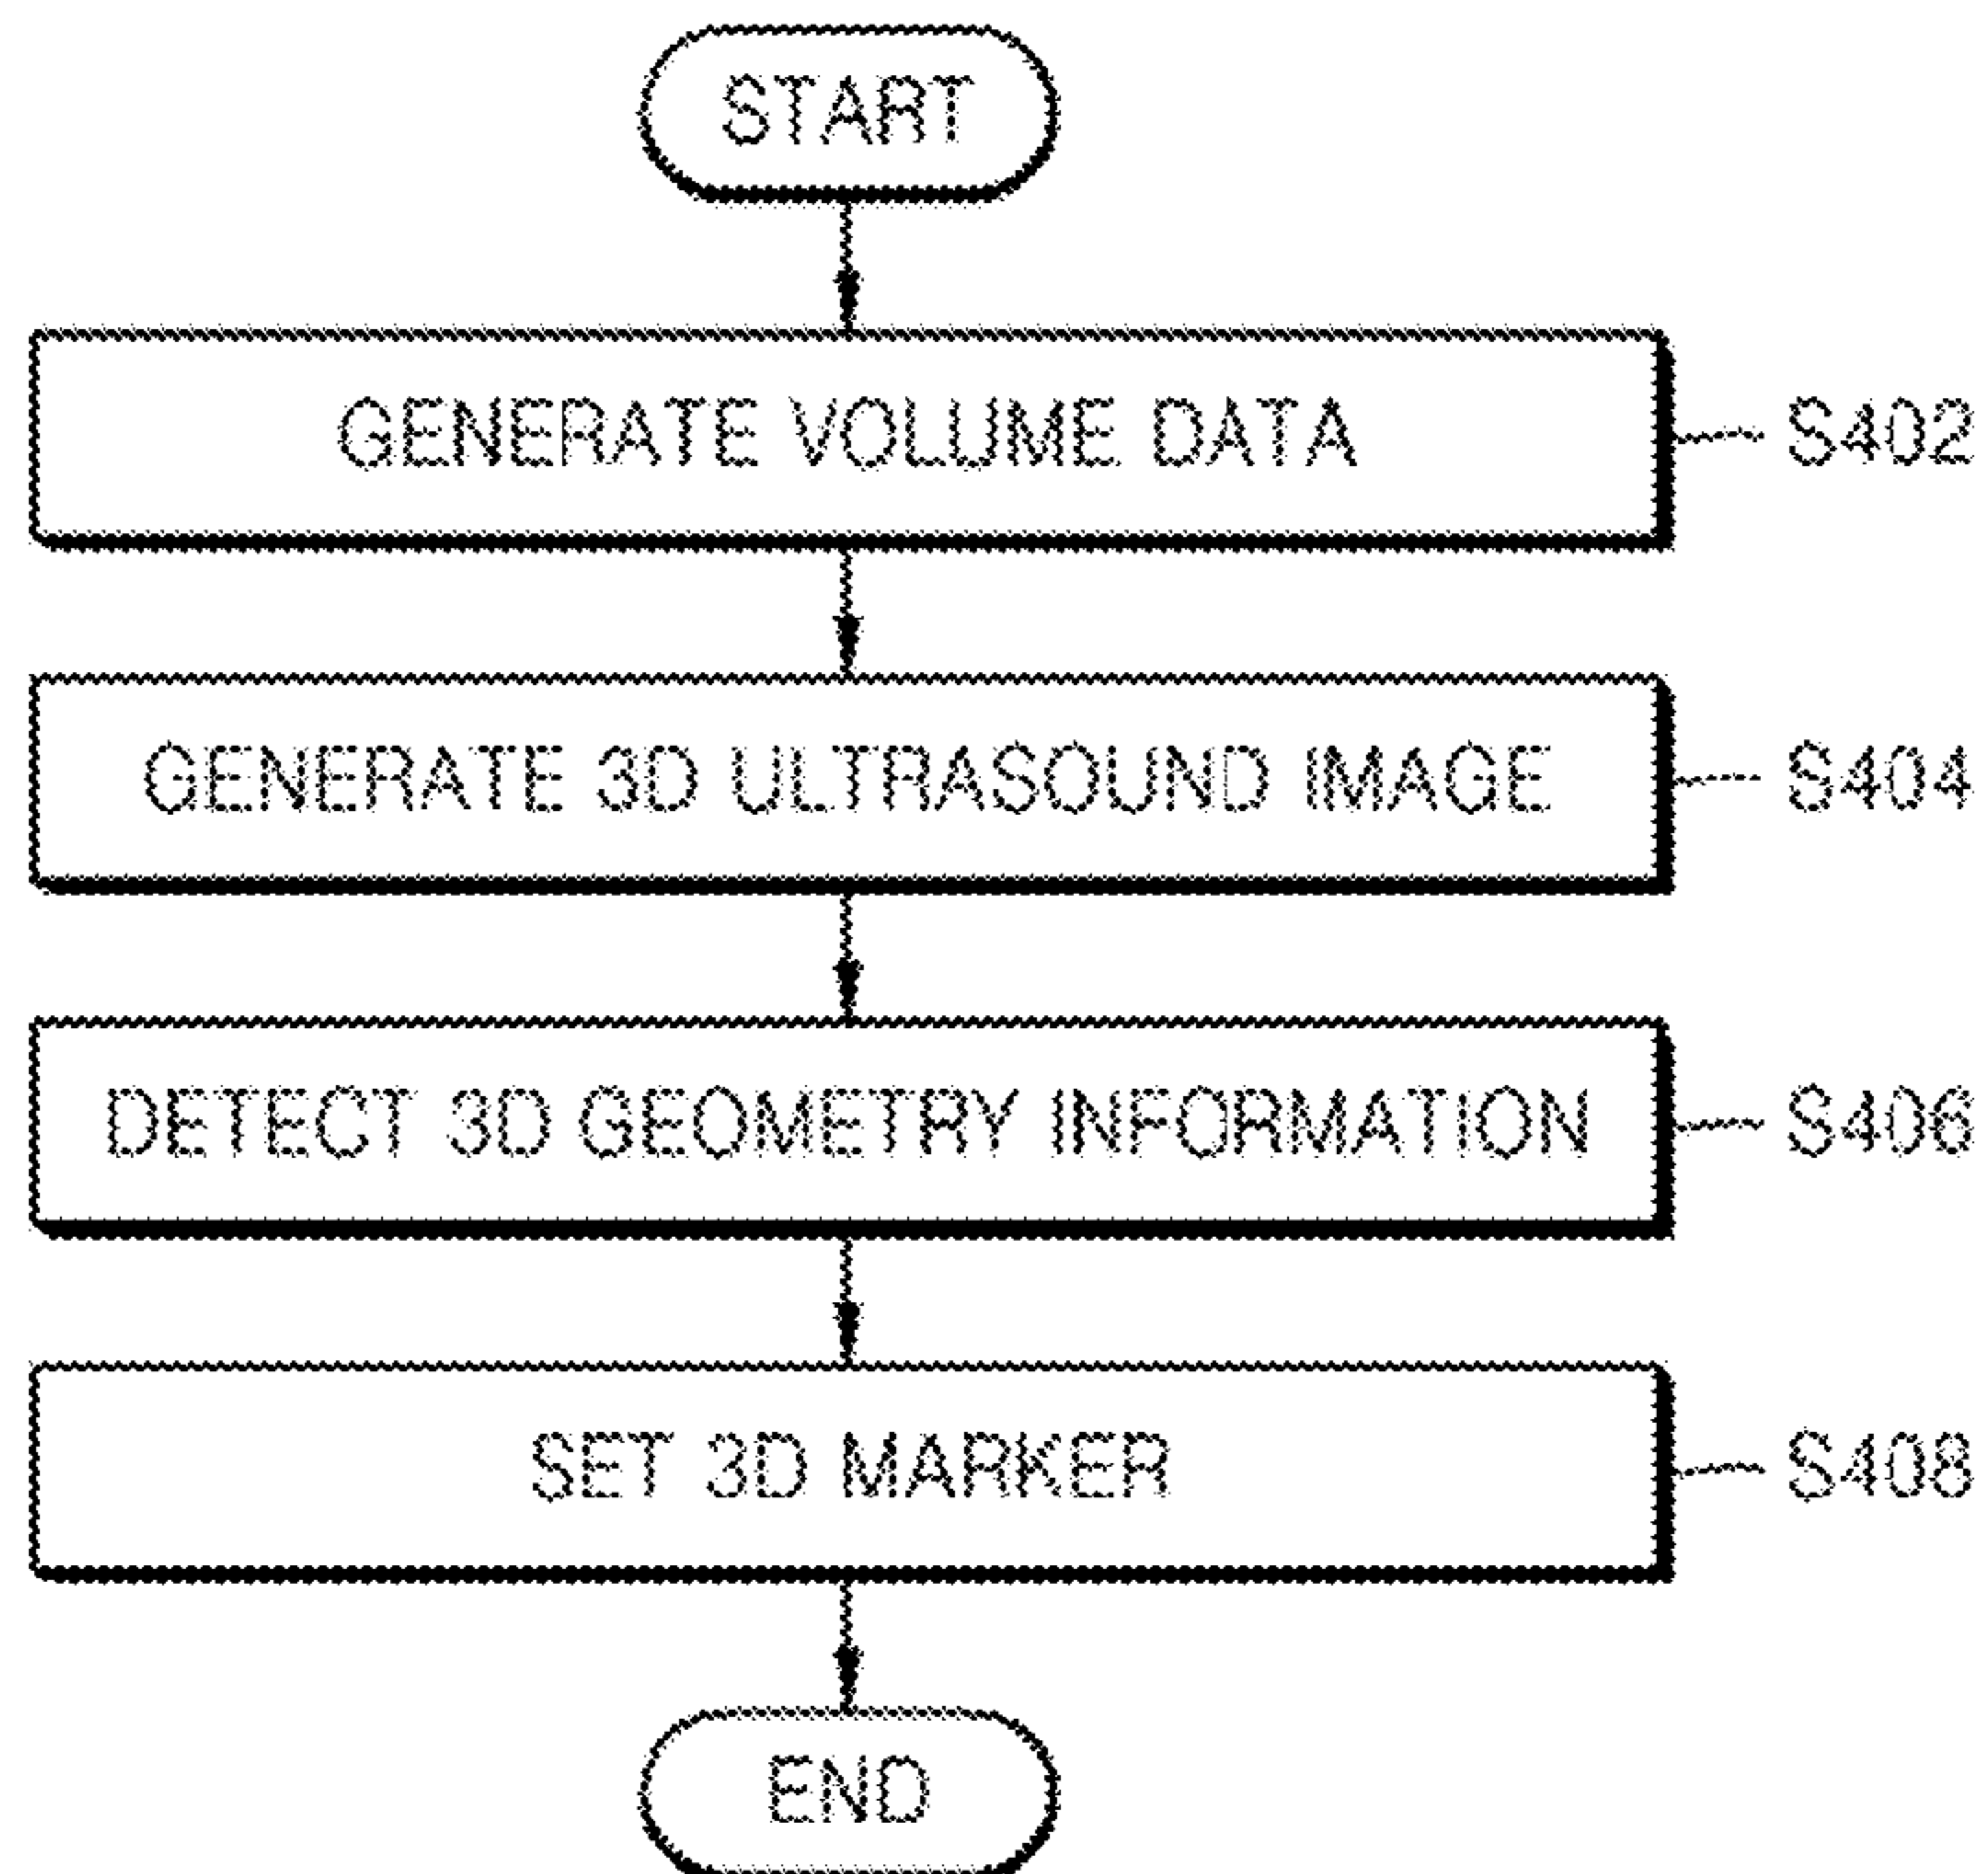 START
GENERATE VOLUME DATA
S402
GENERATE 3D ULTRASOUND IMAGE
S404
DETECT 3D GEOMETRY INFORMATION
S406
SET 3D MARKER
S408
END